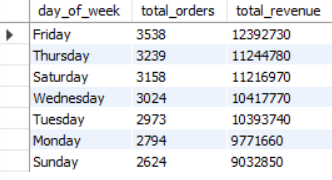 day_of_week total_orders total_revenue
Friday 3538 12392730
Thursday 3239 11244780
Saturday 3158 11216970
Wednesday 3024 10417770
Tuesday 2973 10393740
Monday 2794 9771660
Sunday 2624 9032850